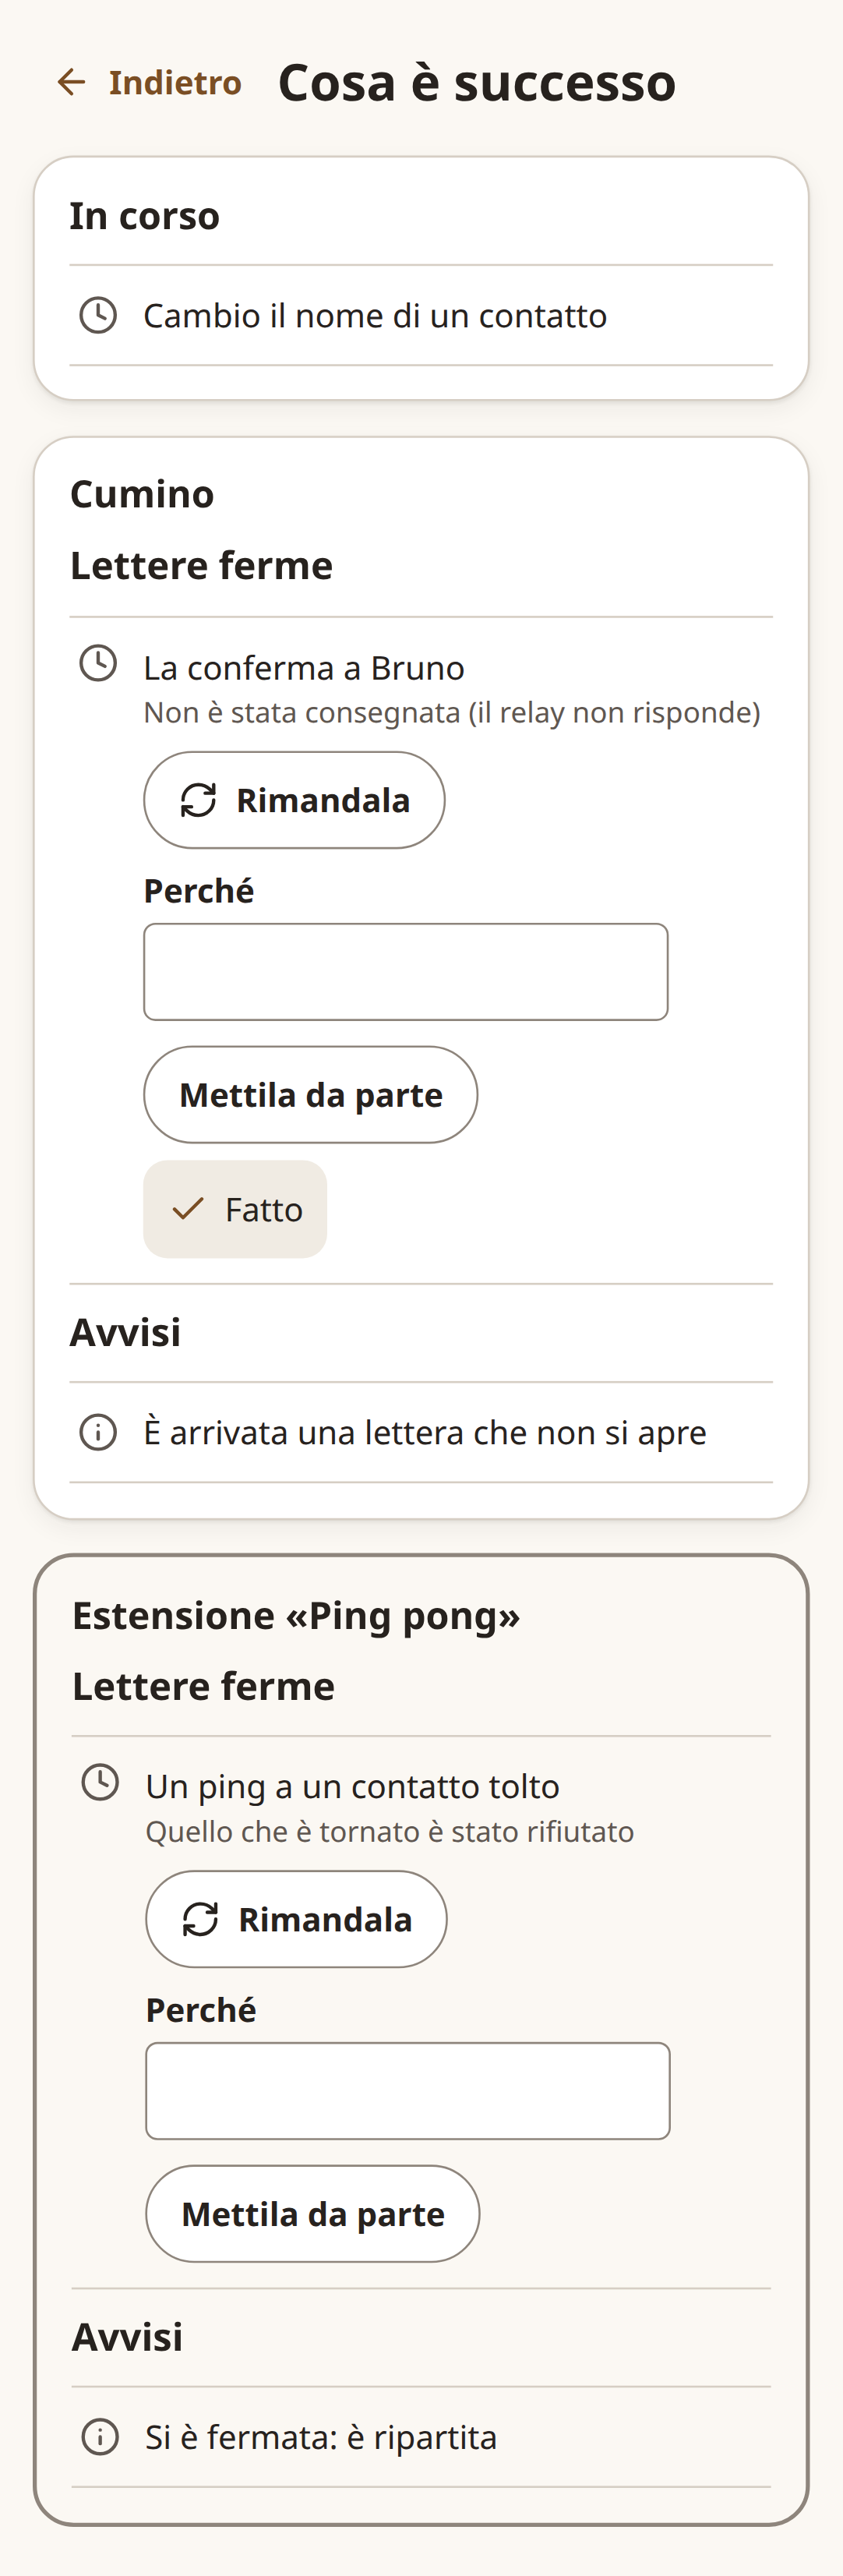 Indietro Cosa è successo
In corso
Cambio il nome di un contatto
Cumino
Lettere ferme
La conferma a Bruno
Non è stata consegnata (il relay non risponde)
Rimandala
Perché
Mettila da parte
Fatto
Avvisi
È arrivata una lettera che non si apre
Estensione «Ping pong»
Lettere ferme
Un ping a un contatto tolto
Quello che è tornato è stato rifiutato
Rimandala
Perché
Mettila da parte
Avvisi
Si è fermata: è ripartita